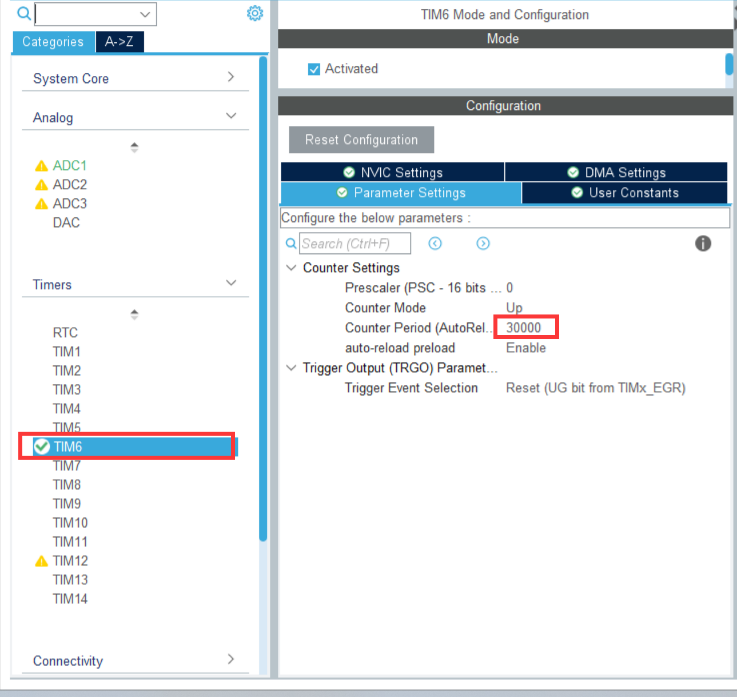 Categories
A->Z
System Core
Analog
ADC1
ADC2
ADC3
DAC
Timers
RTC
TIM1
TIM2
TIM3
TIM4
TIM5
TIM6
TIM7
TIM8
TIM9
TIM10
TIM11
TIM12
TIM13
TIM14
Connectivity
TIM6 Mode and Configuration
Mode
Activated
Configuration
Reset Configuration
NVIC Settings
DMA Settings
Parameter Settings
User Constants
Configure the below parameters :
Search (Ctrl+F)
Counter Settings
Prescaler (PSC - 16 bits ... 0
Counter Mode Up
Counter Period (AutoRel... 30000
auto-reload preload Enable
Trigger Output (TRGO) Paramet...
Trigger Event Selection Reset (UG bit from TIMx_EGR)